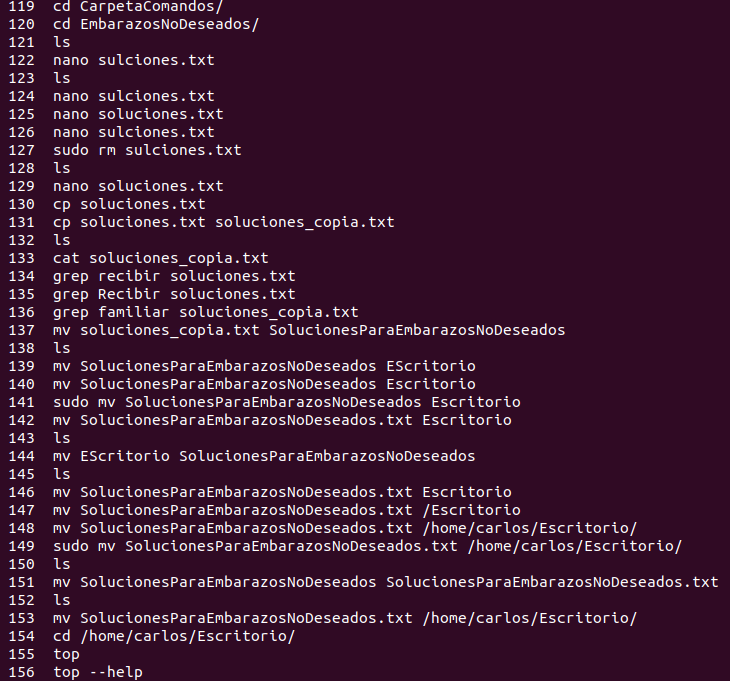 119 cd CarpetaComandos/
120 cd EmbarazosNoDeseados/
121 ls
122 nano sulciones.txt
123 ls
124 nano sulciones.txt
125 nano soluciones.txt
126 nano sulciones.txt
127 sudo rm sulciones.txt
128 ls
129 nano soluciones.txt
130 cp soluciones.txt
131 cp soluciones.txt soluciones_copia.txt
132 ls
133 cat soluciones_copia.txt
134 grep recibir soluciones.txt
135 grep Recibir soluciones.txt
136 grep familiar soluciones_copia.txt
137 mv soluciones_copia.txt SolucionesParaEmbarazosNoDeseados
138 ls
139 mv SolucionesParaEmbarazosNoDeseados EScritorio
140 mv SolucionesParaEmbarazosNoDeseados Escritorio
141 sudo mv SolucionesParaEmbarazosNoDeseados Escritorio
142 mv SolucionesParaEmbarazosNoDeseados.txt Escritorio
143 ls
144 mv EScritorio SolucionesParaEmbarazosNoDeseados
145 ls
146 mv SolucionesParaEmbarazosNoDeseados.txt Escritorio
147 mv SolucionesParaEmbarazosNoDeseados.txt /Escritorio
148 mv SolucionesParaEmbarazosNoDeseados.txt /home/carlos/Escritorio/
149 sudo mv SolucionesParaEmbarazosNoDeseados.txt /home/carlos/Escritorio/
150 ls
151 mv SolucionesParaEmbarazosNoDeseados SolucionesParaEmbarazosNoDeseados.txt
152 ls
153 mv SolucionesParaEmbarazosNoDeseados.txt /home/carlos/Escritorio/
154 cd /home/carlos/Escritorio/
155 top
156 top --help